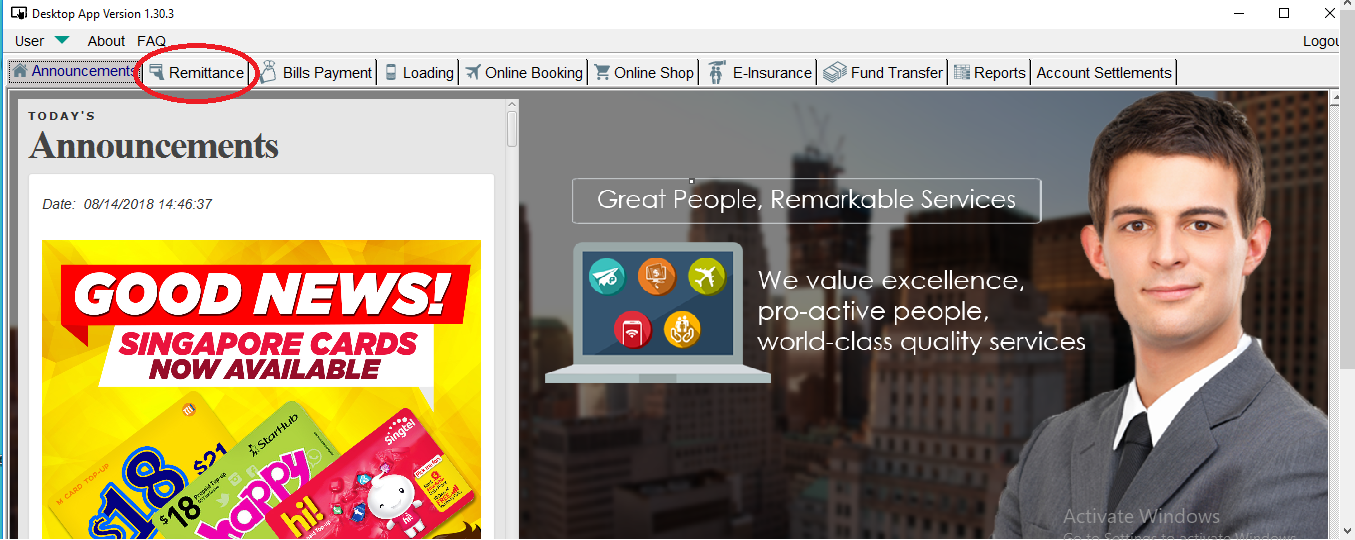 Desktop App Version 1.30.3
User About FAQ Logou
Announcements Remittance Bills Payment Loading Online Booking Online Shop E-Insurance Fund Transfer Reports Account Settlements
TODAY'S
Announcements
Date: 08/14/2018 14:46:37
GOOD NEWS!
SINGAPORE CARDS
NOW AVAILABLE
M CARD TOP-UP
$18
$21
$18
Prepaid Top-up
StarHub
happy
Singtel
hi!
Great People, Remarkable Services
We value excellence,
pro-active people,
world-class quality services
Activate Windows
Go to Settings to activate Windows